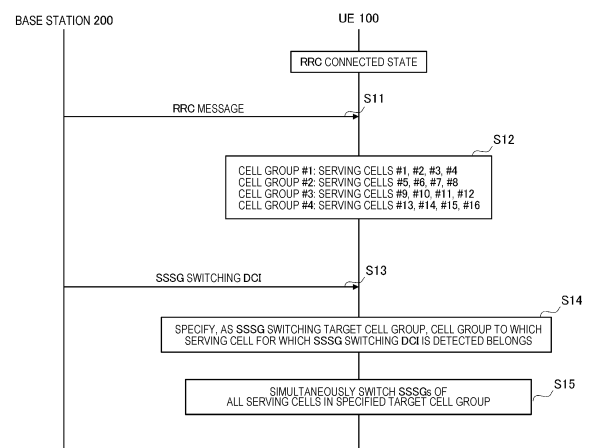 BASE STATION 200
UE 100
RRC CONNECTED STATE
S11
RRC MESSAGE
S12
CELL GROUP #1: SERVING CELLS #1, #2, #3, #4
CELL GROUP #2: SERVING CELLS #5, #6, #7, #8
CELL GROUP #3: SERVING CELLS #9, #10, #11, #12
CELL GROUP #4: SERVING CELLS #13, #14, #15, #16
S13
SSSG SWITCHING DCI
S14
SPECIFY, AS SSSG SWITCHING TARGET CELL GROUP, CELL GROUP TO WHICH
SERVING CELL FOR WHICH SSSG SWITCHING DCI IS DETECTED BELONGS
S15
SIMULTANEOUSLY SWITCH SSSGs OF
ALL SERVING CELLS IN SPECIFIED TARGET CELL GROUP